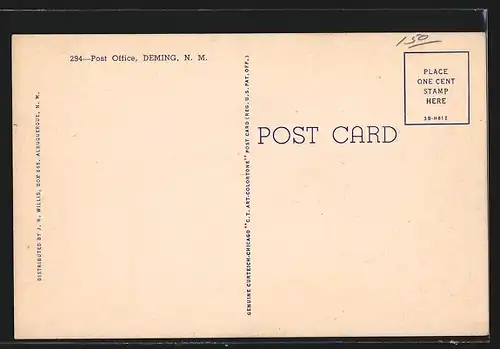 294—Post Office, DEMING, N. M.
1 50
PLACE
ONE CENT
STAMP
HERE
3B-H612
POST CARD
DISTRIBUTED BY J. R. WILLIS, BOX 665, ALBUQUERQUE, N. M.
GENUINE CURTEICH-CHICAGO "C.T. ART-COLORTONE" POST CARD (REG. U.S. PAT. OFF.)